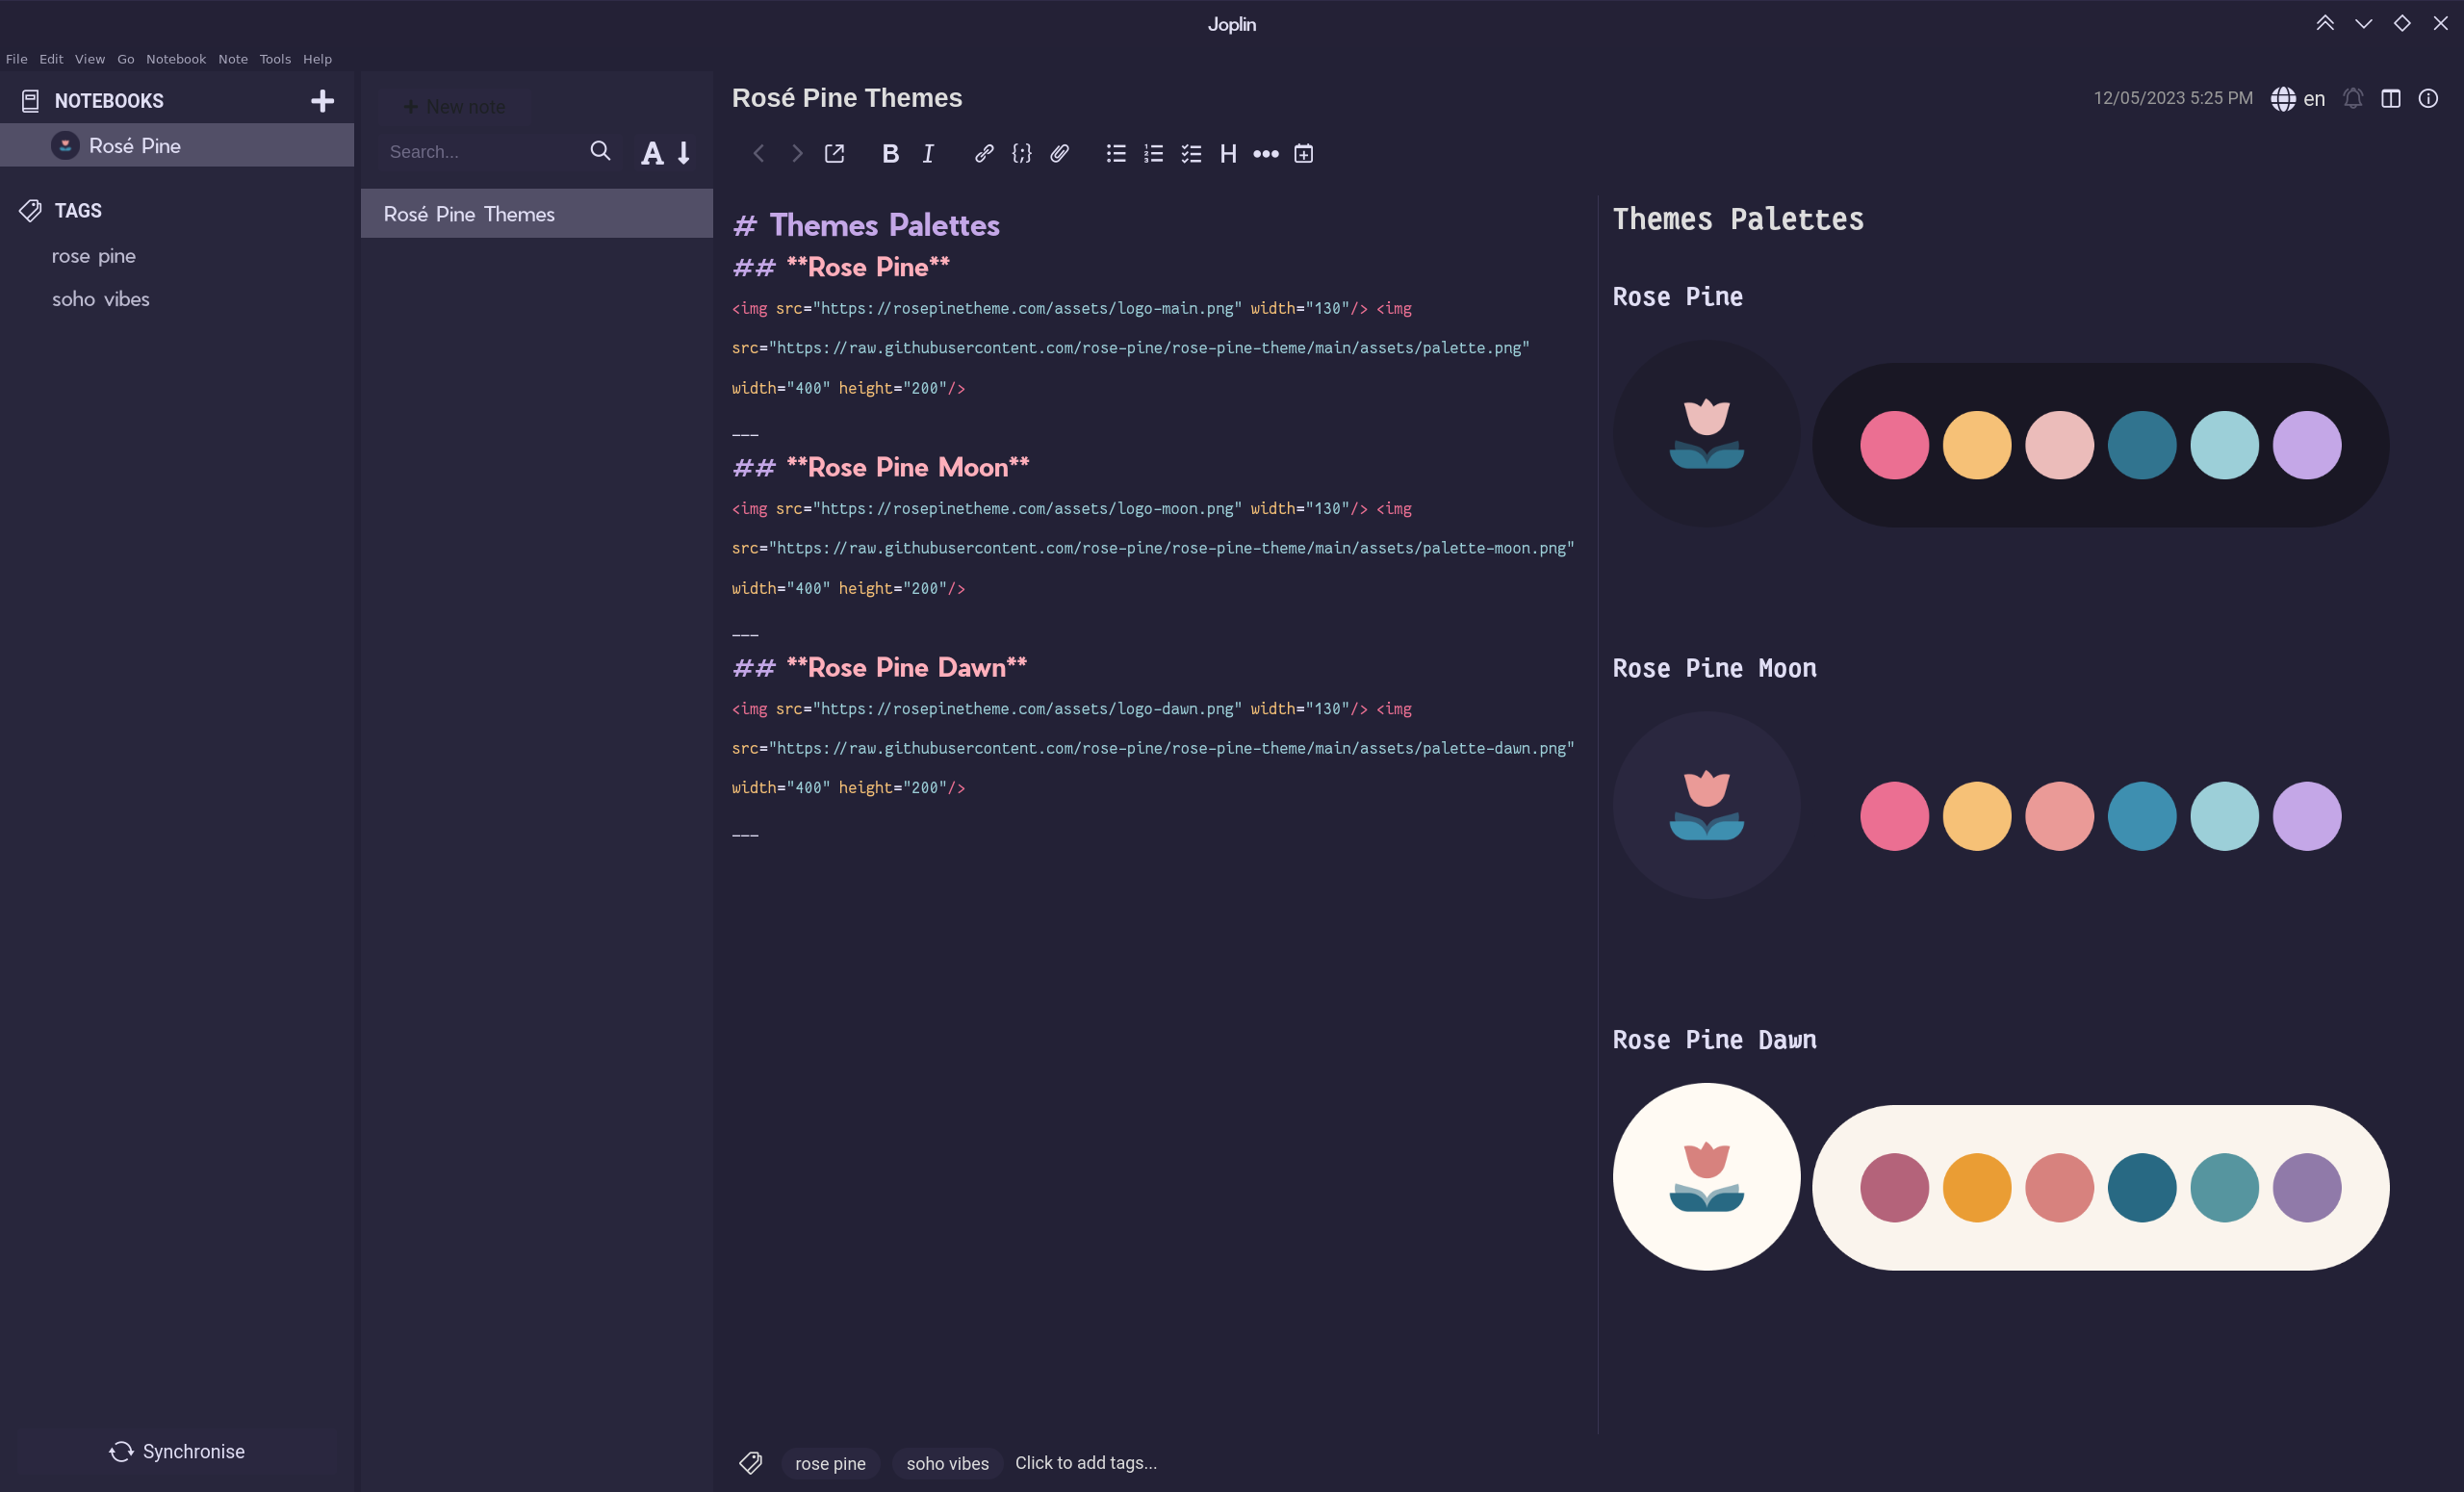 Joplin
File Edit View Go Notebook Note Tools Help
NOTEBOOKS
Rosé Pine
TAGS
rose pine
soho vibes
Synchronise
+ New note
Search...
Rosé Pine Themes
Rosé Pine Themes
12/05/2023 5:25 PM en
# Themes Palettes
## **Rose Pine**
<img src="https://rosepinetheme.com/assets/logo-main.png" width="130"/> <img
src="https://raw.githubusercontent.com/rose-pine/rose-pine-theme/main/assets/palette.png"
width="400" height="200"/>
___
## **Rose Pine Moon**
<img src="https://rosepinetheme.com/assets/logo-moon.png" width="130"/> <img
src="https://raw.githubusercontent.com/rose-pine/rose-pine-theme/main/assets/palette-moon.png"
width="400" height="200"/>
___
## **Rose Pine Dawn**
<img src="https://rosepinetheme.com/assets/logo-dawn.png" width="130"/> <img
src="https://raw.githubusercontent.com/rose-pine/rose-pine-theme/main/assets/palette-dawn.png"
width="400" height="200"/>
___
Themes Palettes
Rose Pine
Rose Pine Moon
Rose Pine Dawn
rose pine soho vibes Click to add tags...